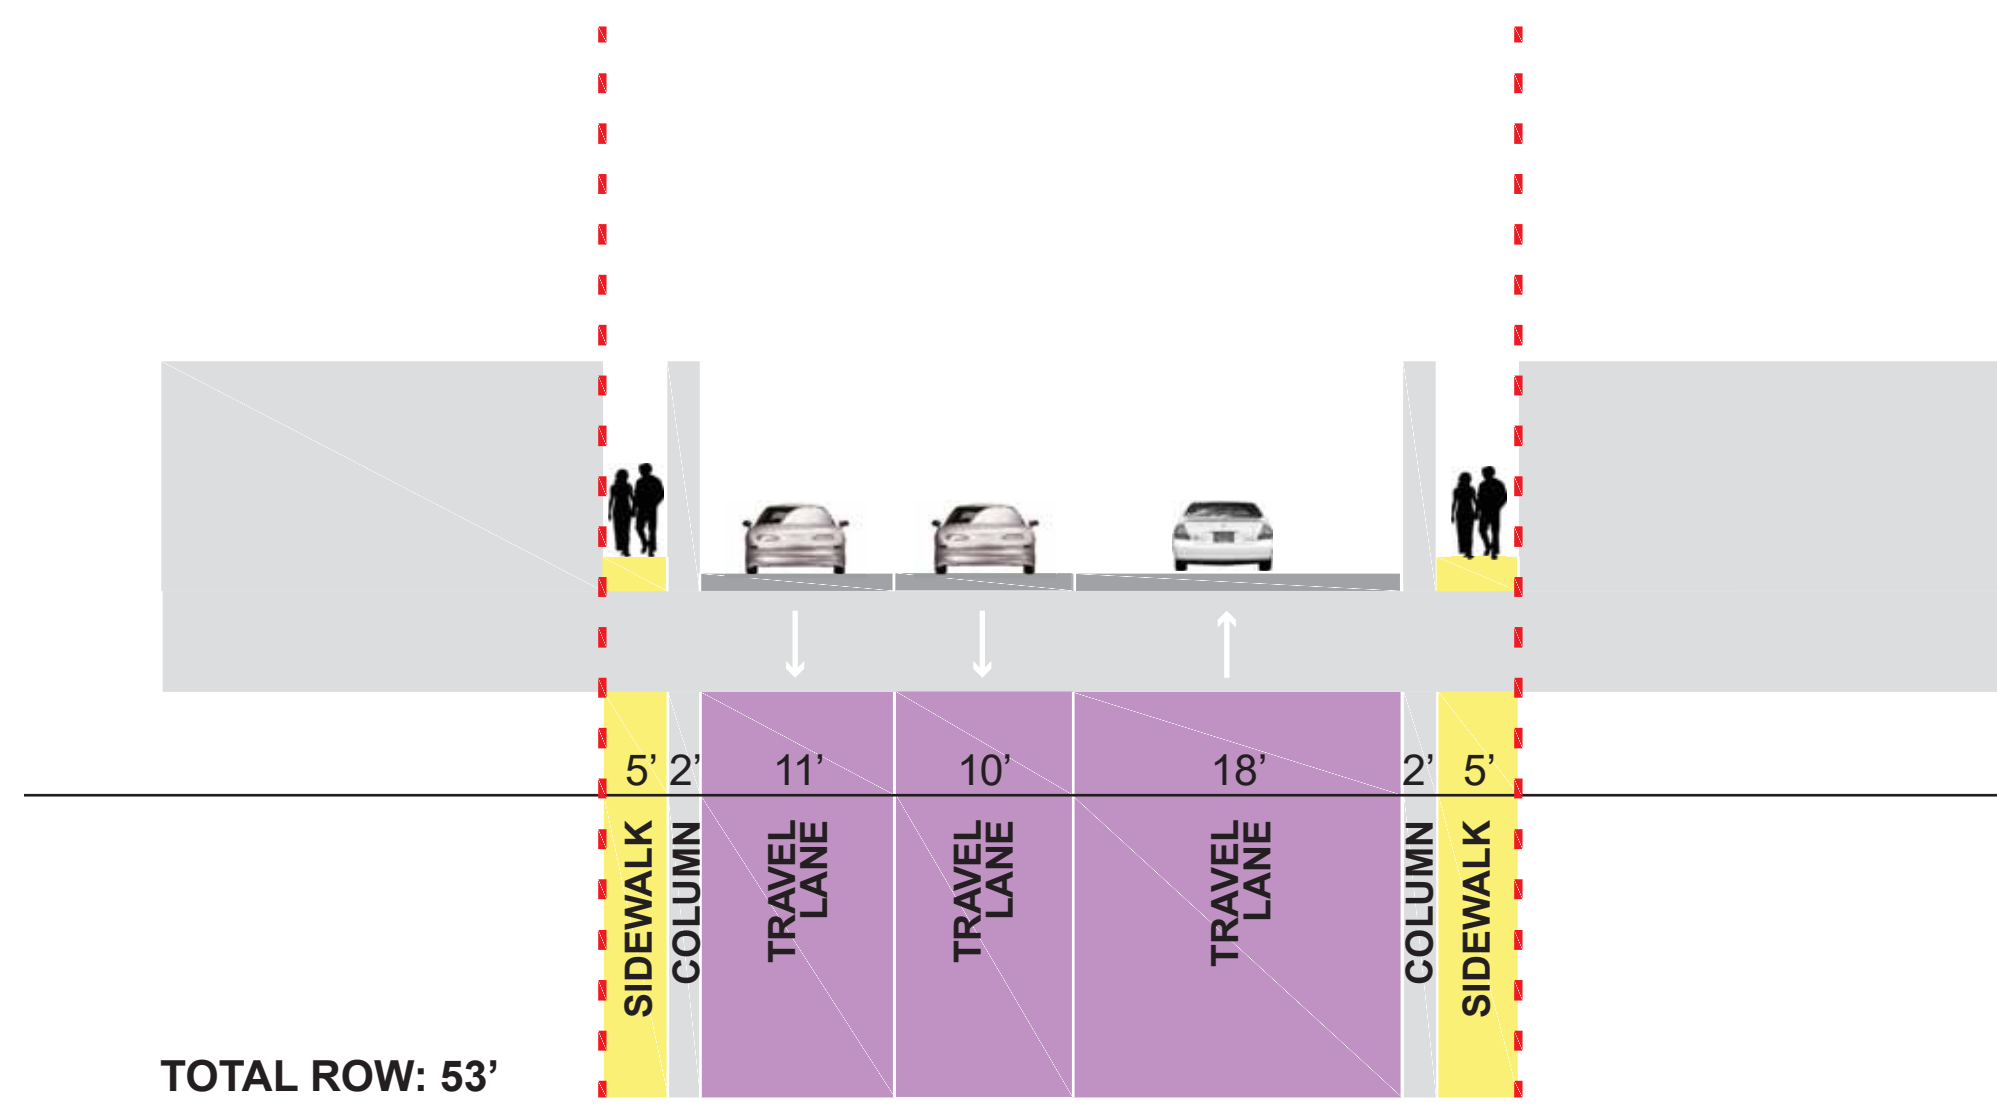 5’ 2’ 11’ 10’ 18’ 2’ 5’
SIDEWALK
COLUMN
TRAVEL
LANE
TRAVEL
LANE
TRAVEL
LANE
COLUMN
SIDEWALK
TOTAL ROW: 53’